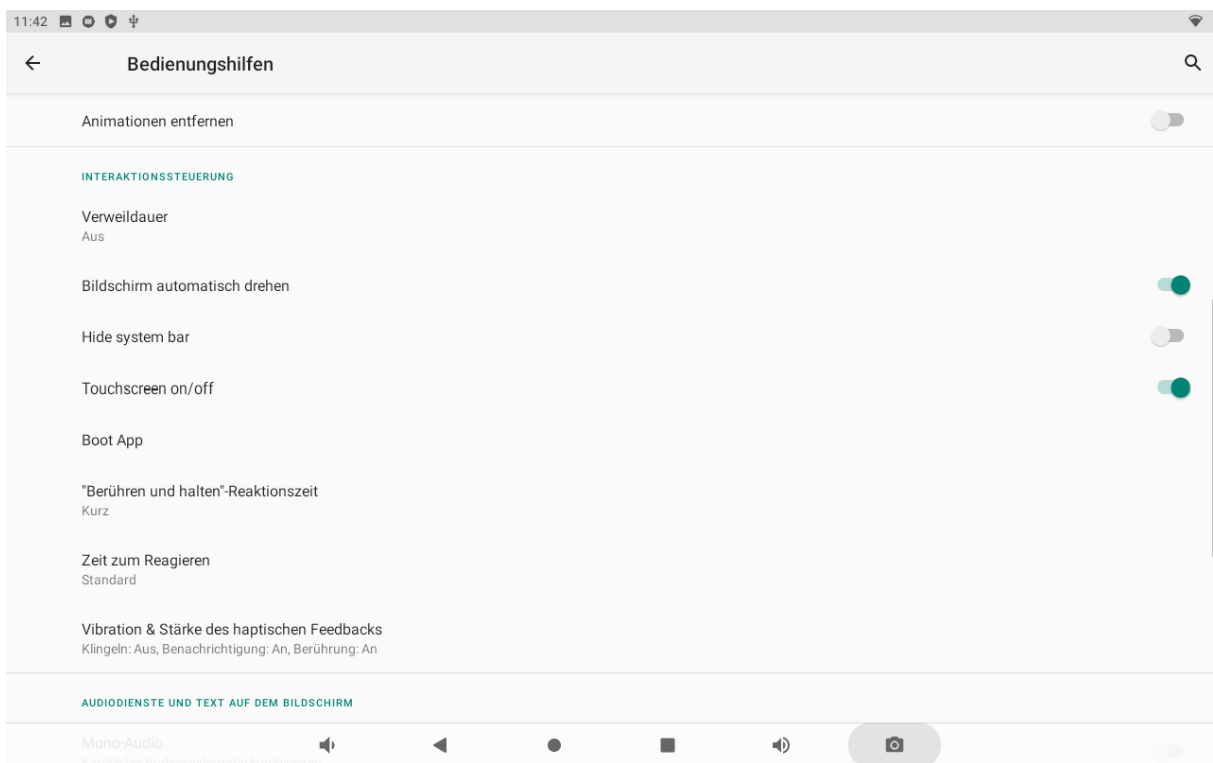 11:42
Bedienungshilfen
Animationen entfernen
INTERAKTIONSSTEUERUNG
Verweildauer
Aus
Bildschirm automatisch drehen
Hide system bar
Touchscreen on/off
Boot App
"Berühren und halten"-Reaktionszeit
Kurz
Zeit zum Reagieren
Standard
Vibration & Stärke des haptischen Feedbacks
Klingeln: Aus, Benachrichtigung: An, Berührung: An
AUDIODIENSTE UND TEXT AUF DEM BILDSCHIRM
Mono-Audio